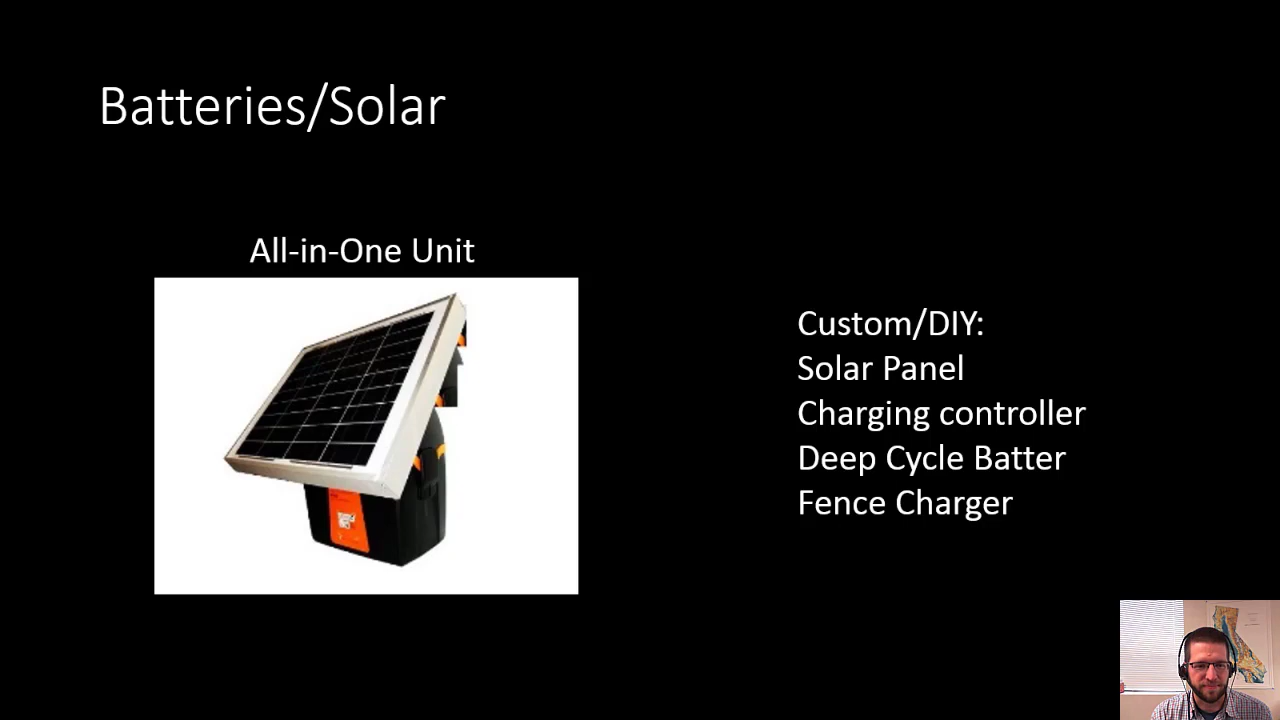 Batteries/Solar
All-in-One Unit
Custom/DIY:
Solar Panel
Charging controller
Deep Cycle Batter
Fence Charger